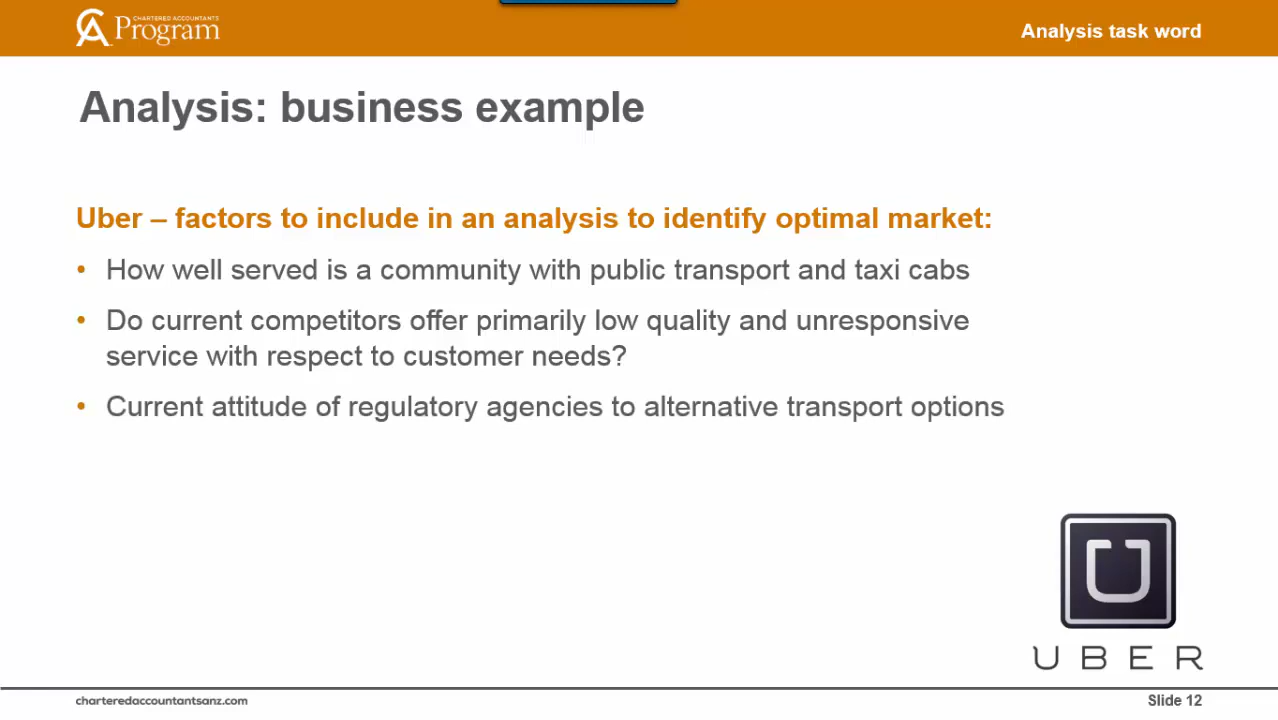 CHARTERED ACCOUNTANTS
CA Program
Analysis task word
Analysis: business example
Uber – factors to include in an analysis to identify optimal market:
• How well served is a community with public transport and taxi cabs
• Do current competitors offer primarily low quality and unresponsive
service with respect to customer needs?
• Current attitude of regulatory agencies to alternative transport options
U
UBER
charteredaccountantsanz.com
Slide 12